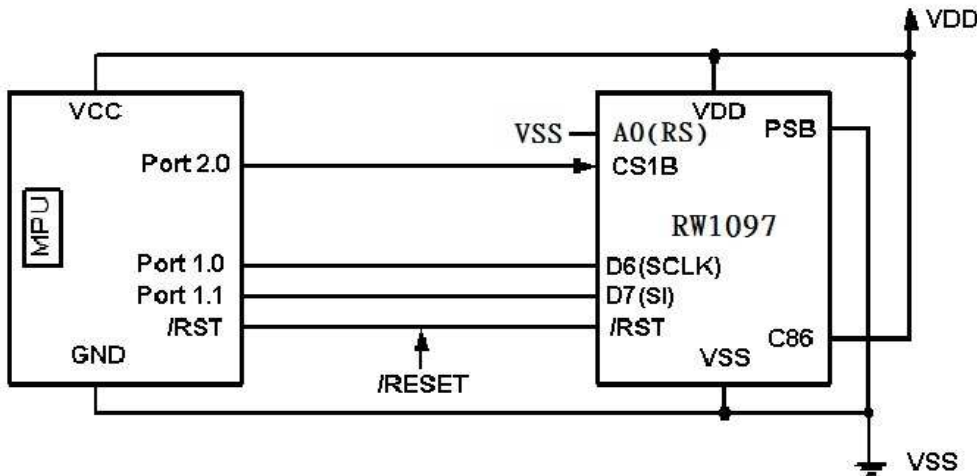 VDD
VCC
VDD
VSS
A0(RS)
PSB
Port 2.0
CS1B
MPU
RW1097
Port 1.0
D6(SCLK)
Port 1.1
D7(SI)
/RST
/RST
GND
VSS
C86
/RESET
VSS